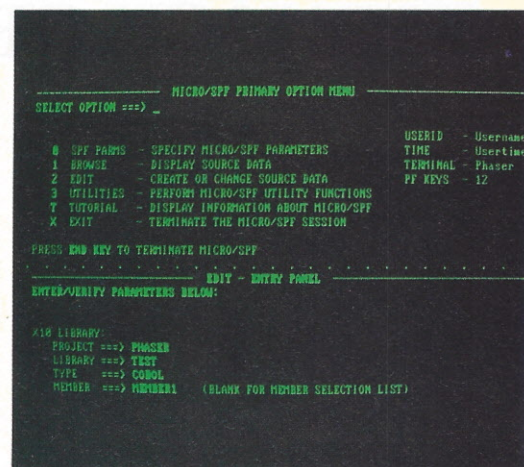 MICRO/SPF PRIMARY OPTION MENU
SELECT OPTION ===> _
USERID - Username
0 SPF PARMS - SPECIFY MICRO/SPF PARAMETERS TIME - Usertime
1 BROWSE - DISPLAY SOURCE DATA TERMINAL - Phaser
2 EDIT - CREATE OR CHANGE SOURCE DATA PF KEYS - 12
3 UTILITIES - PERFORM MICRO/SPF UTILITY FUNCTIONS
T TUTORIAL - DISPLAY INFORMATION ABOUT MICRO/SPF
X EXIT - TERMINATE THE MICRO/SPF SESSION
PRESS END KEY TO TERMINATE MICRO/SPF
EDIT - ENTRY PANEL
ENTER/VERIFY PARAMETERS BELOW:
X10 LIBRARY:
PROJECT ===> PHASER
LIBRARY ===> TEST
TYPE ===> COBOL
MEMBER ===> MEMBER1 (BLANK FOR MEMBER SELECTION LIST)